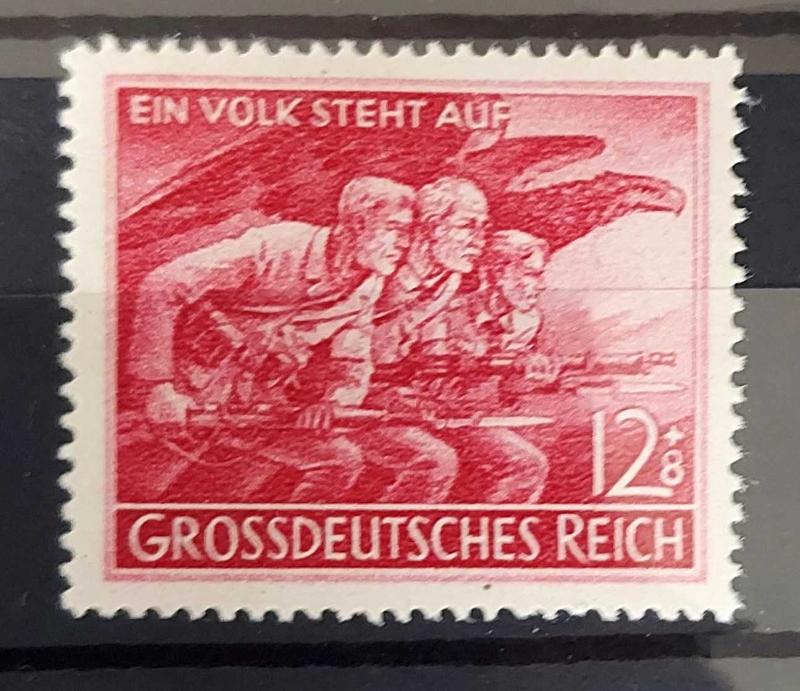 EIN VOLK STEHT AUF
12+8
GROSSDEUTSCHES REICH